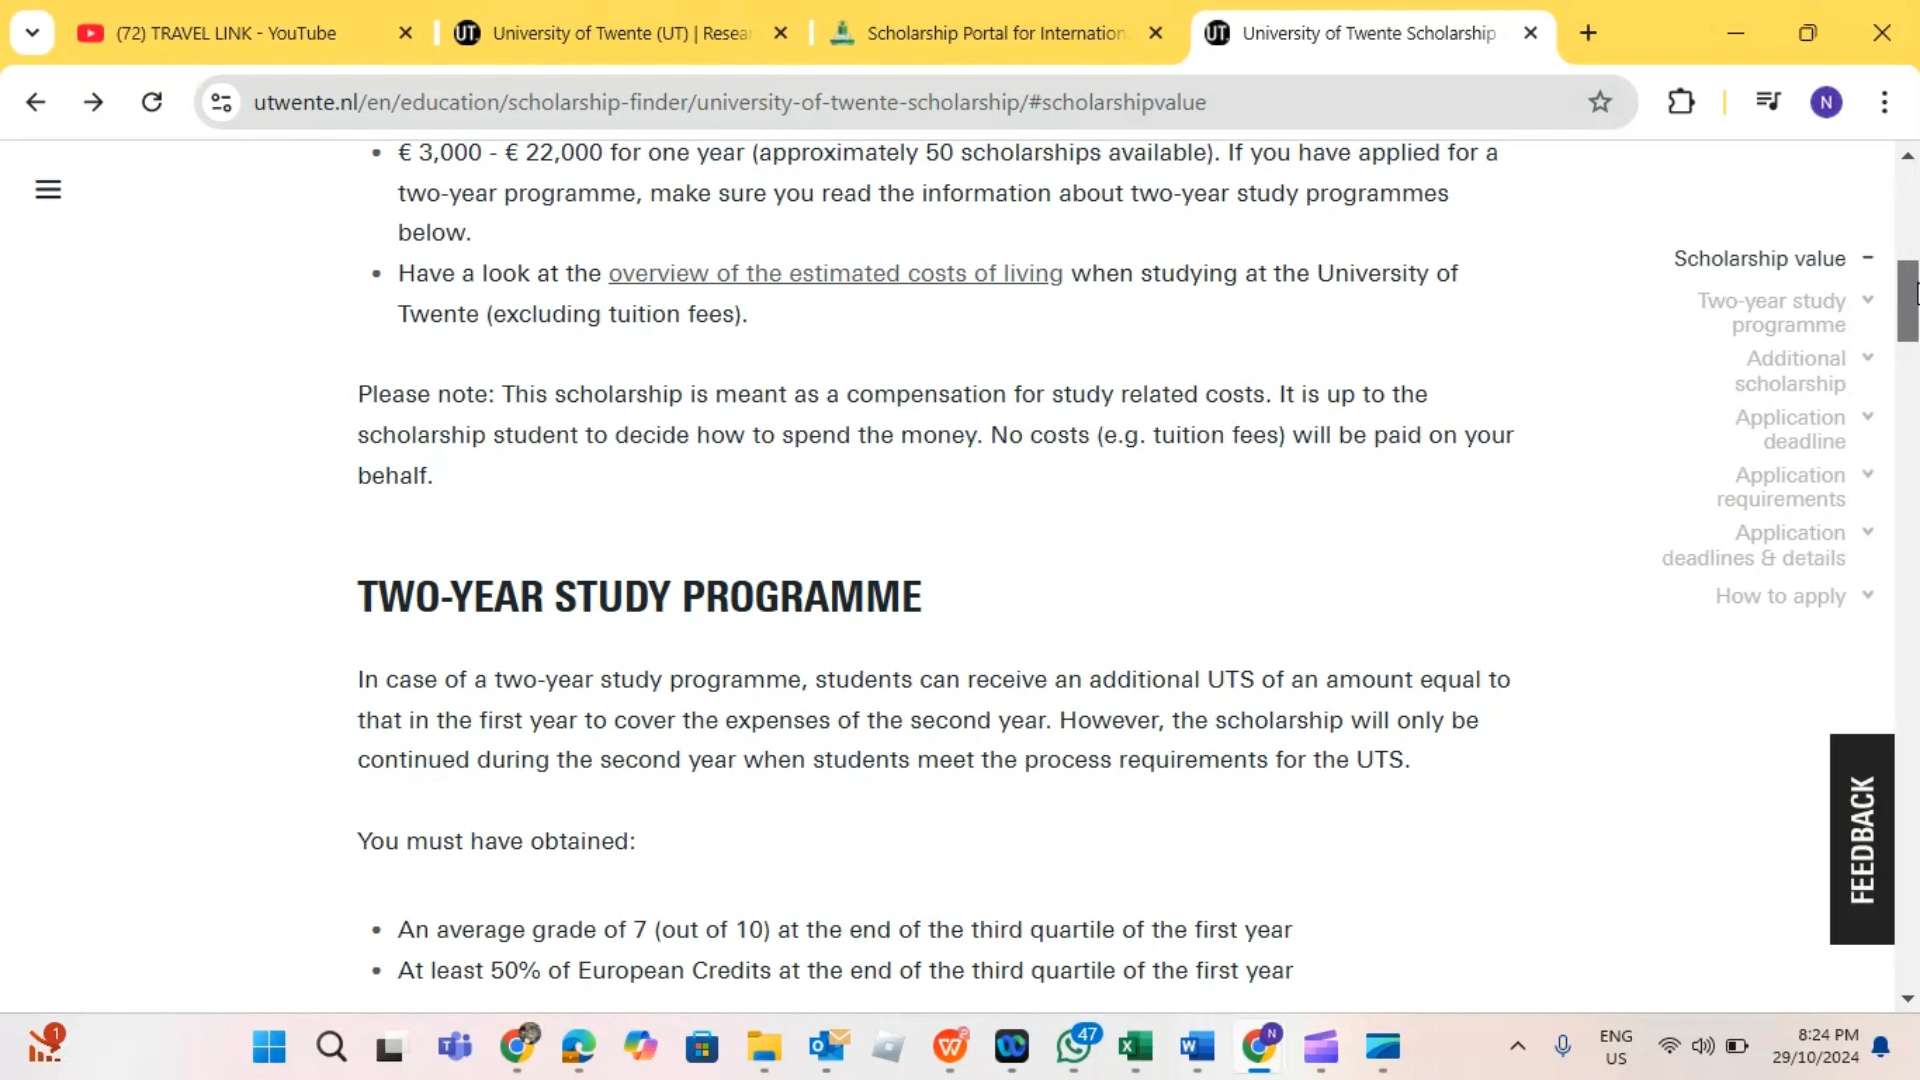 (72) TRAVEL LINK - YouTube
University of Twente (UT) | Resea
Scholarship Portal for Internation
University of Twente Scholarship
utwente.nl/en/education/scholarship-finder/university-of-twente-scholarship/#scholarshipvalue
N
• € 3,000 - € 22,000 for one year (approximately 50 scholarships available). If you have applied for a
two-year programme, make sure you read the information about two-year study programmes
below.
• Have a look at the overview of the estimated costs of living when studying at the University of
Twente (excluding tuition fees).
Please note: This scholarship is meant as a compensation for study related costs. It is up to the
scholarship student to decide how to spend the money. No costs (e.g. tuition fees) will be paid on your
behalf.
TWO-YEAR STUDY PROGRAMME
In case of a two-year study programme, students can receive an additional UTS of an amount equal to
that in the first year to cover the expenses of the second year. However, the scholarship will only be
continued during the second year when students meet the process requirements for the UTS.
You must have obtained:
• An average grade of 7 (out of 10) at the end of the third quartile of the first year
• At least 50% of European Credits at the end of the third quartile of the first year
Scholarship value
Two-year study
programme
Additional
scholarship
Application
deadline
Application
requirements
Application
deadlines & details
How to apply
FEEDBACK
1
47
N
ENG
US
8:24 PM
29/10/2024